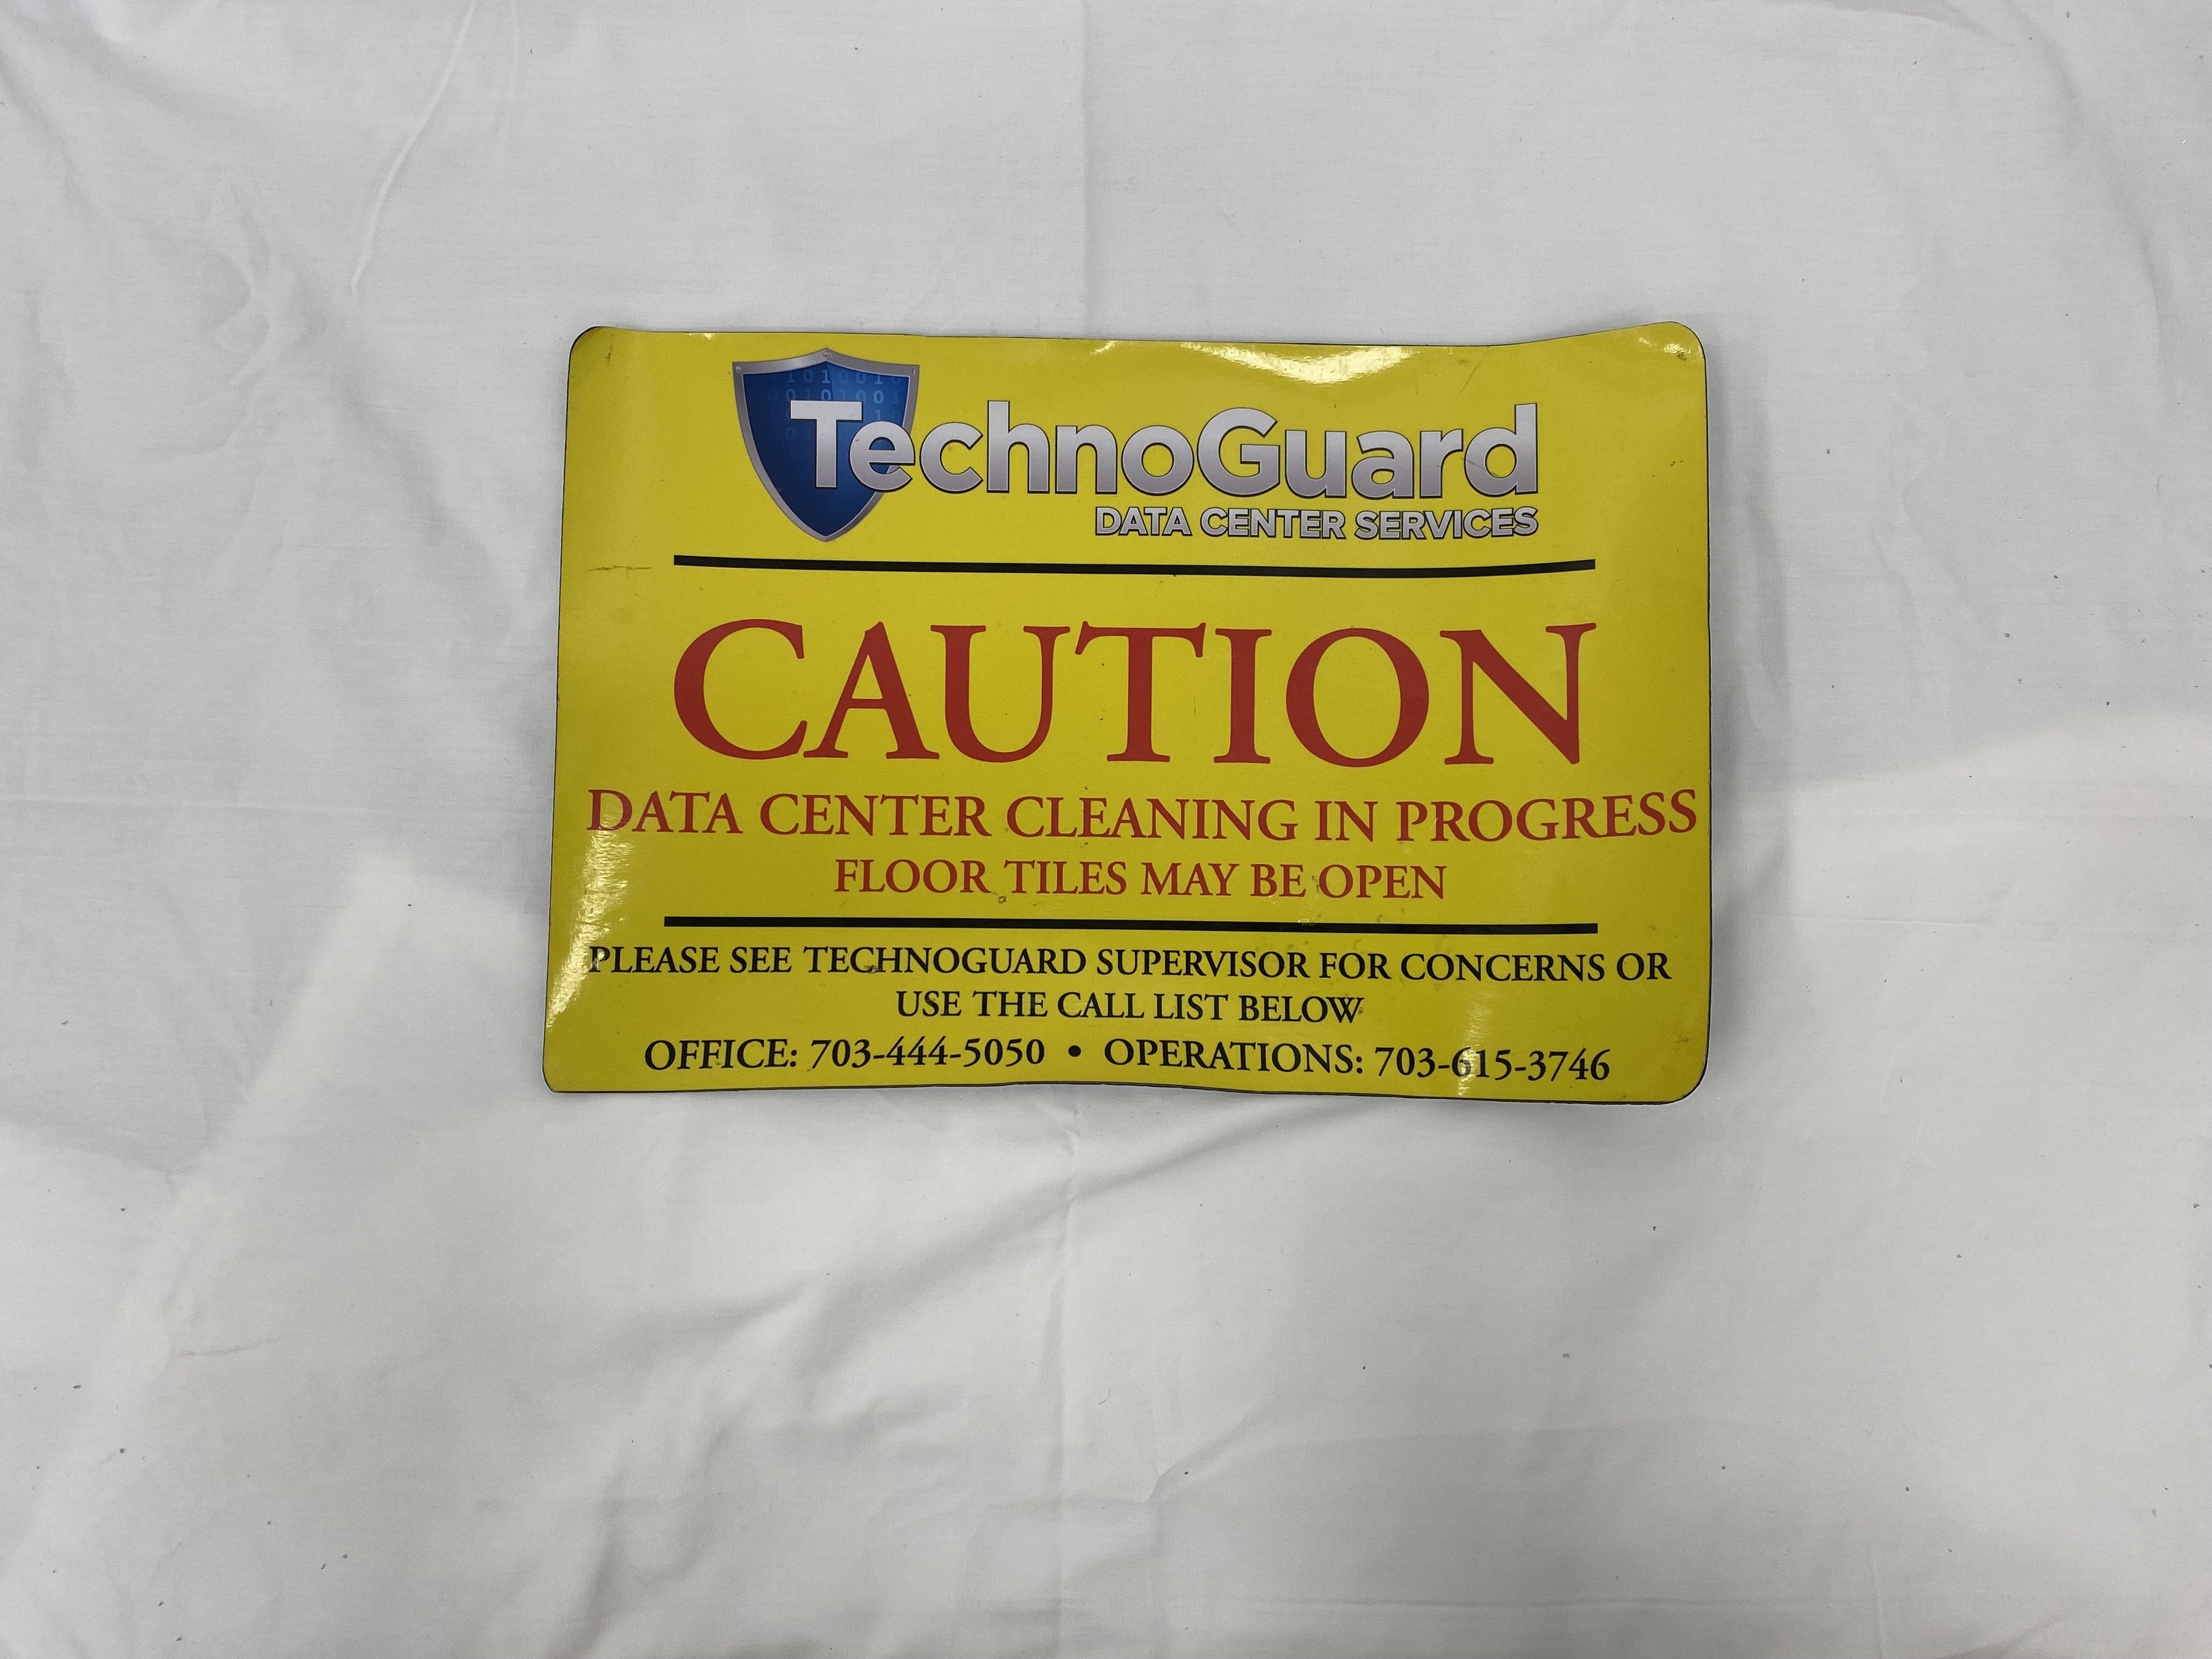 TechnoGuard
DATA CENTER SERVICES
CAUTION
DATA CENTER CLEANING IN PROGRESS
FLOOR TILES MAY BE OPEN
PLEASE SEE TECHNOGUARD SUPERVISOR FOR CONCERNS OR
USE THE CALL LIST BELOW
OFFICE: 703-444-5050 • OPERATIONS: 703-615-3746